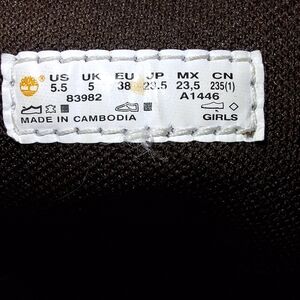 US UK EU JP MX CN
5.5 5 38 23.5 23,5 235(1)
83982 A1446
MADE IN CAMBODIA GIRLS